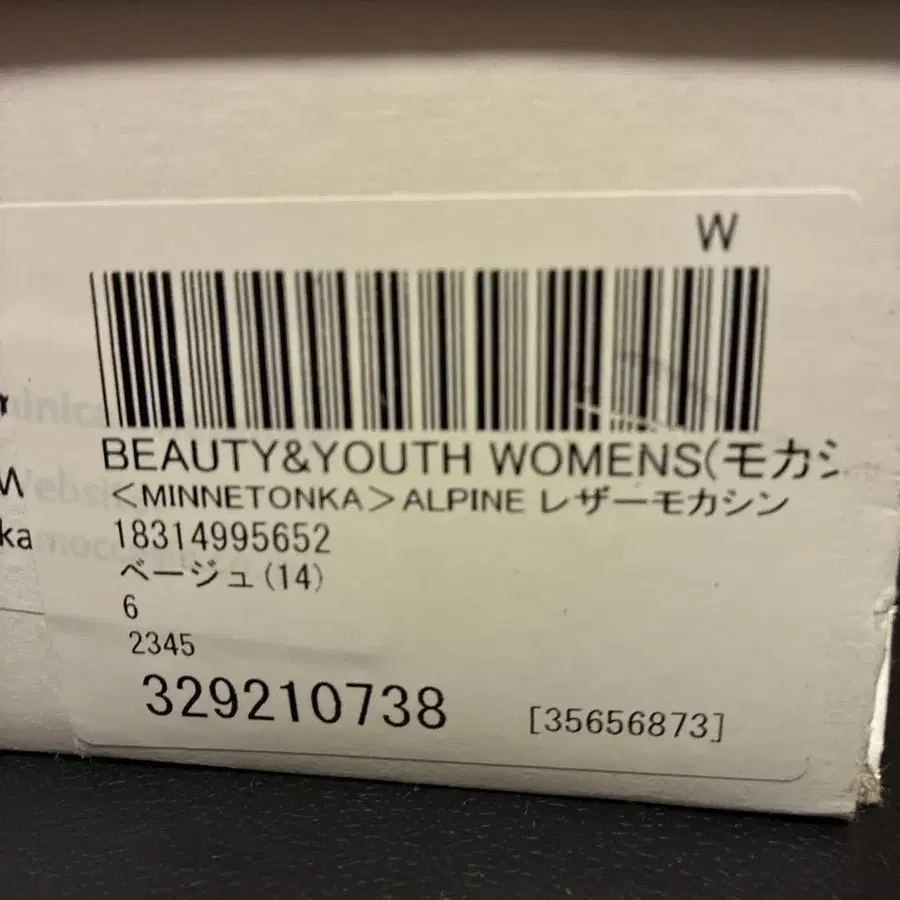 W
BEAUTY&YOUTH WOMENS(モカシ
<MINNETONKA>ALPINE レザーモカシン
18314995652
ベージュ(14)
6
2345
329210738 [35656873]
ka